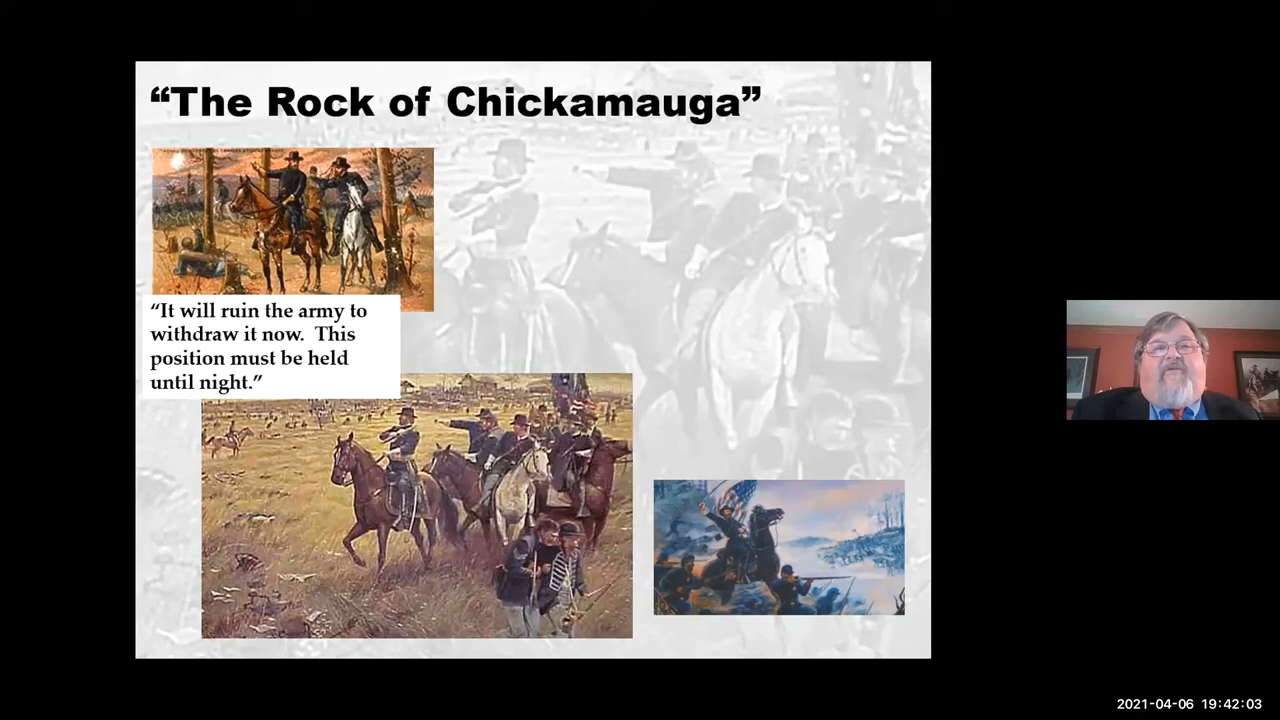 “The Rock of Chickamauga”
“It will ruin the army to
withdraw it now.  This
position must be held
until night.”
2021-04-06  19:42:03